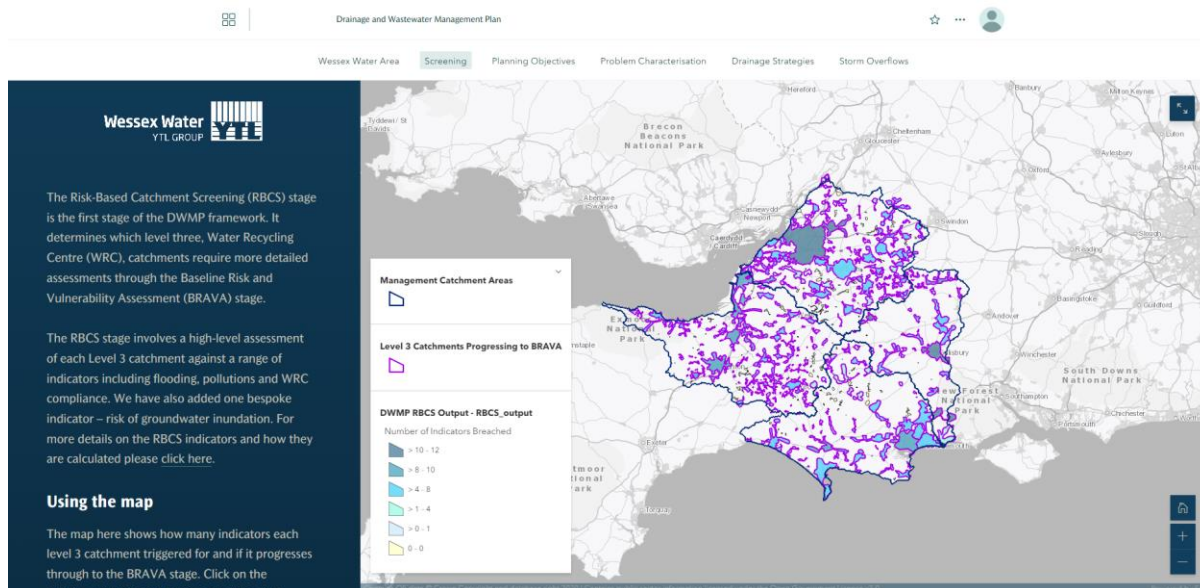 Drainage and Wastewater Management Plan
Wessex Water Area
Screening
Planning Objectives
Problem Characterisation
Drainage Strategies
Storm Overflows
Wessex Water
YTL GROUP
YTL
The Risk-Based Catchment Screening (RBCS) stage
is the first stage of the DWMP framework. It
determines which level three, Water Recycling
Centre (WRC), catchments require more detailed
assessments through the Baseline Risk and
Vulnerability Assessment (BRAVA) stage.
The RBCS stage involves a high-level assessment
of each Level 3 catchment against a range of
indicators including flooding, pollutions and WRC
compliance. We have also added one bespoke
indicator – risk of groundwater inundation. For
more details on the RBCS indicators and how they
are calculated please click here.
Using the map
The map here shows how many indicators each
level 3 catchment triggered for and if it progresses
through to the BRAVA stage. Click on the
Management Catchment Areas
Level 3 Catchments Progressing to BRAVA
DWMP RBCS Output - RBCS_output
Number of Indicators Breached
> 10 - 12
> 8 - 10
> 4 - 8
> 1 - 4
> 0 - 1
0 - 0
Hereford
Banbury
Milton Keynes
Tyddewi/ St
Davids
Brecon
Beacons
National Park
Cheltenham
Gloucester
Luton
Aylesbury
Oxford
Abertawe
Swansea
Casnewydd
Newport
Caerdydd
Cardiff
Swindon
Slough
Reading
Basingstoke
Guildford
Andover
Winchester
South Downs
National Park
Southampton
Chichester
Portsmouth
Exeter
Torquay